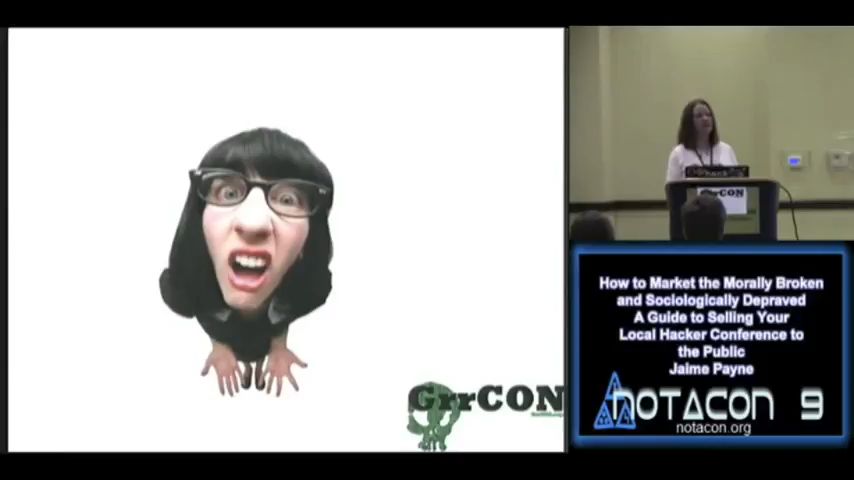 GrrCON
GrrCON
How to Market the Morally Broken
and Sociologically Depraved
A Guide to Selling Your
Local Hacker Conference to
the Public
Jaime Payne
NOTACON 9
notacon.org